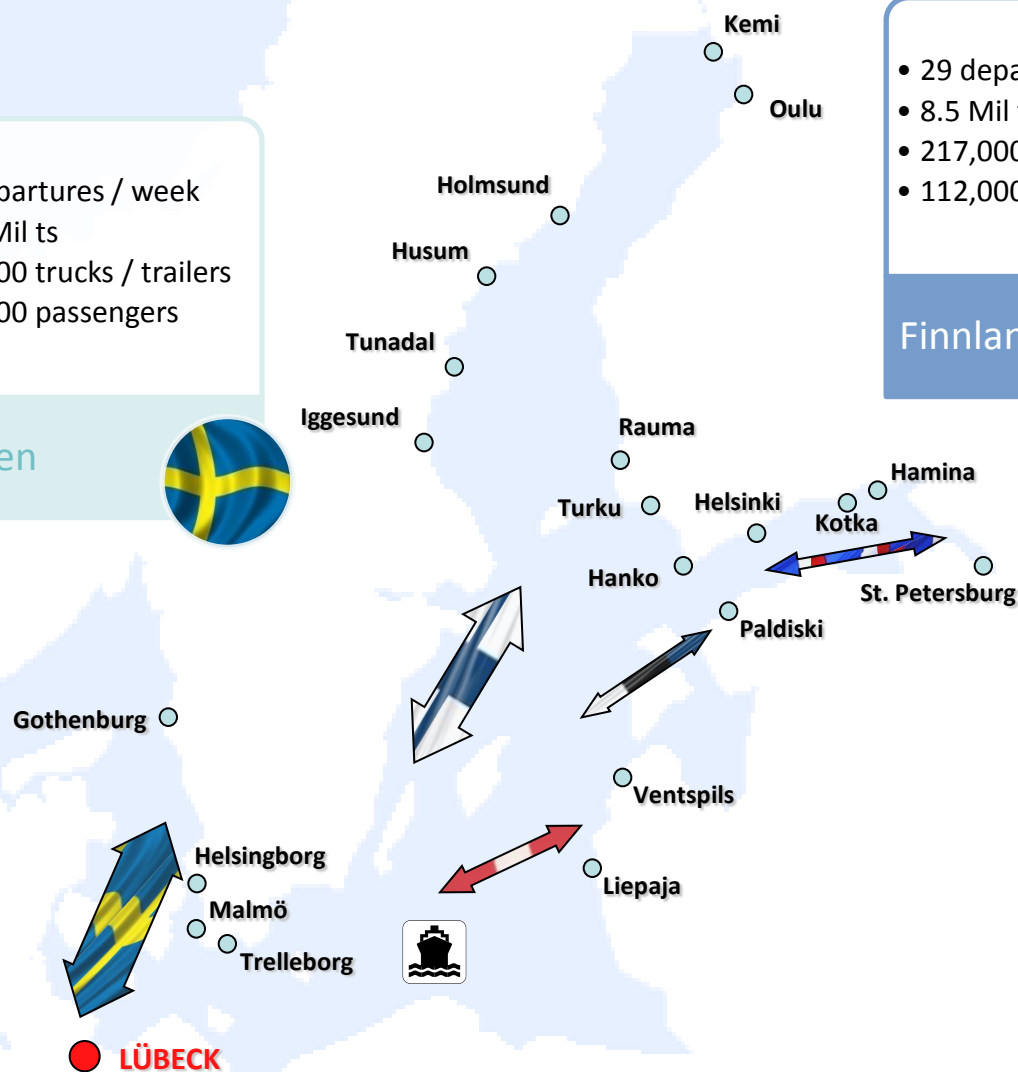 Kemi
• 29 depa
• 8.5 Mil
• 217,000
• 112,000
Oulu
partures / week
Mil ts
00 trucks / trailers
00 passengers
Holmsund
Husum
Tunadal
Finnlan
Iggesund
Rauma
en
Hamina
Turku
Helsinki
Kotka
Hanko
St. Petersburg
Paldiski
Gothenburg
Ventspils
Helsingborg
Liepaja
Malmö
Trelleborg
LÜBECK